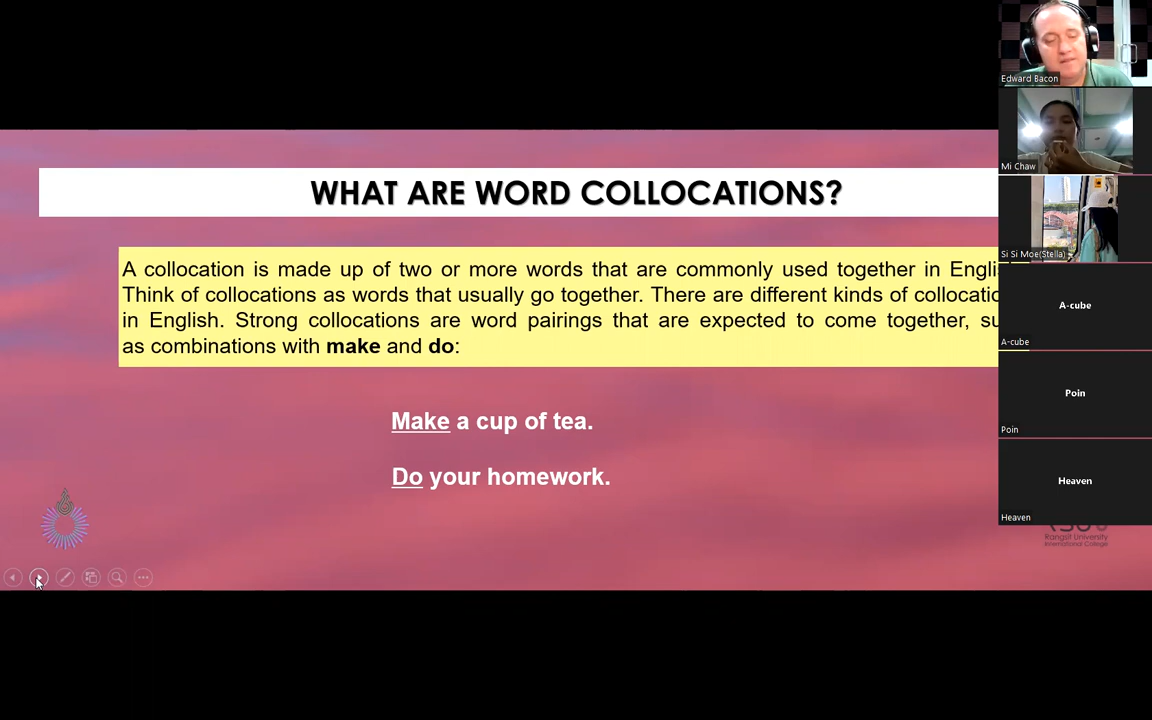 WHAT ARE WORD COLLOCATIONS?
A collocation is made up of two or more words that are commonly used together in Engli
Think of collocations as words that usually go together. There are different kinds of collocatio
in English. Strong collocations are word pairings that are expected to come together, su
as combinations with make and do:
Make a cup of tea.
Do your homework.
Edward Bacon
Mi Chaw
Si Si Moe(Stella)
A-cube
A-cube
Poin
Poin
Heaven
Heaven
Rangsit University
International College